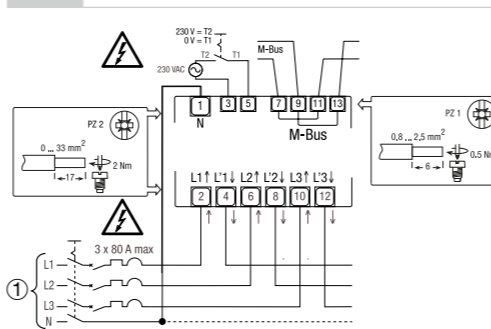 230 V = T2
0 V = T1
T2 T1
230 VAC
M-Bus
1 3 5 7 9 11 13
N
M-Bus
PZ 2
0 ... 33 mm²
2 Nm
17
PZ 1
0,8 ... 2,5 mm²
0.5 Nm
6
L1↑ L'1↓ L2↑ L'2↓ L3↑ L'3↓
2 4 6 8 10 12
3 x 80 A max
1
L1
L2
L3
N